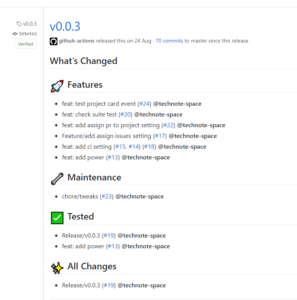 v0.0.3
Verified
v0.0.3
github-actions released this on 24 Aug · 70 commits to master since this release
What's Changed
Features
feat: test project card event (#24) @technote-space
feat: check suite test (#20) @technote-space
feat: add assign pr to project setting (#22) @technote-space
Feature/add assign issues setting (#17) @technote-space
feat: add ci setting (#15, #14) (#18) @technote-space
feat: add power (#13) @technote-space
Maintenance
chore/tweaks (#23) @technote-space
Tested
Release/v0.0.3 (#19) @technote-space
feat: add power (#13) @technote-space
All Changes
Release/v0.0.3 (#19) @technote-space